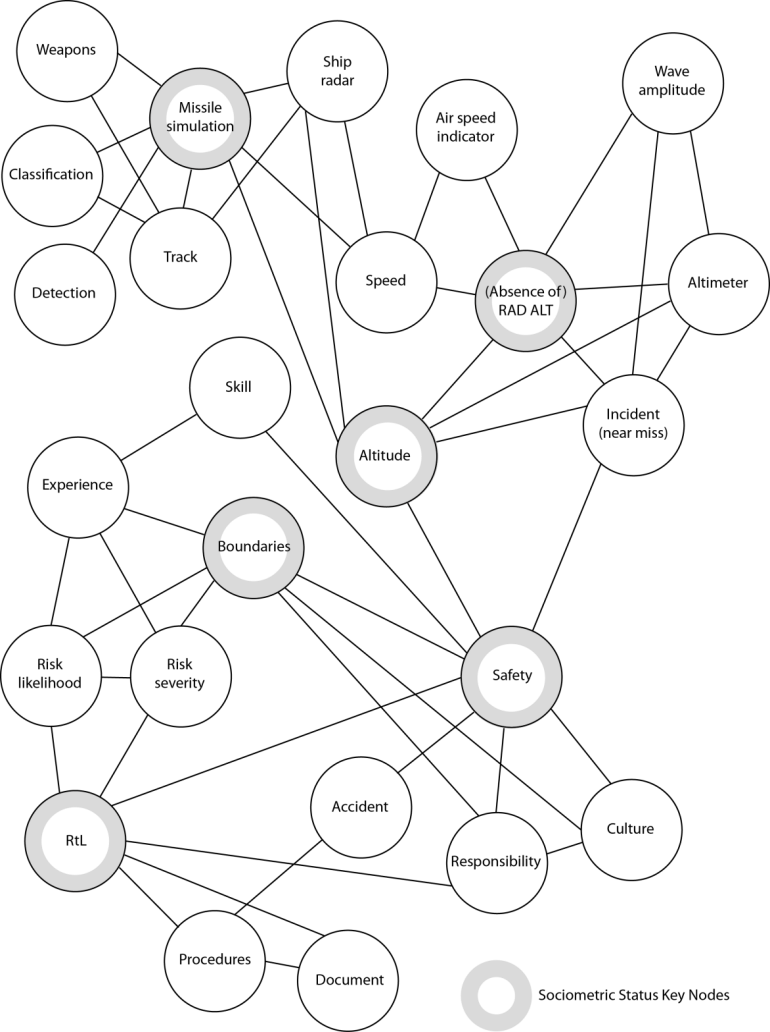 Weapons
Ship
radar
Wave
amplitude
Missile
simulation
Air speed
indicator
Classification
Track
Detection
Speed
(Absence of)
RAD ALT
Altimeter
Skill
Incident
(near miss)
Altitude
Experience
Boundaries
Risk
likelihood
Risk
severity
Safety
Accident
Culture
RtL
Responsibility
Procedures
Document
Sociometric Status Key Nodes